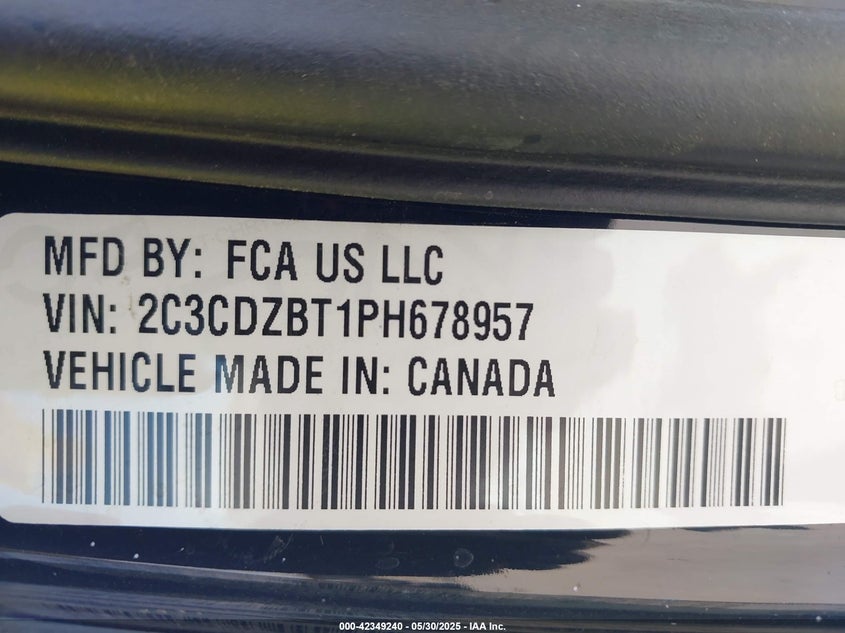 MFD BY: FCA US LLC
VIN: 2C3CDZBT1PH678957
VEHICLE MADE IN: CANADA
000-42349240 - 05/30/2025 - IAA Inc.